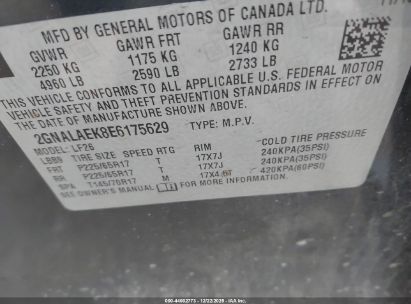 MFD BY GENERAL MOTORS OF CANADA LTD.
GVWR GAWR FRT GAWR RR
2250 KG 1175 KG 1240 KG
4960 LB 2590 LB 2733 LB
THIS VEHICLE CONFORMS TO ALL APPLICABLE U.S. FEDERAL MOTOR
VEHICLE SAFETY AND THEFT PREVENTION STANDARDS IN EFFECT ON
THE DATE OF MANUFACTURE SHOWN ABOVE.
2GNALAEK8E6175629 TYPE: M.P.V.
MODEL: LF26
L9B9 TIRE SIZE SPEED RTG RIM COLD TIRE PRESSURE
FRT P225/65R17 T 17X7J 240KPA(35PSI)
RR P225/65R17 T 17X7J 240KPA(35PSI)
SPA T145/70R17 M 17X4.5T 420KPA(60PSI)
SEE OWNER'S MANUAL FOR MORE INFORMATION.